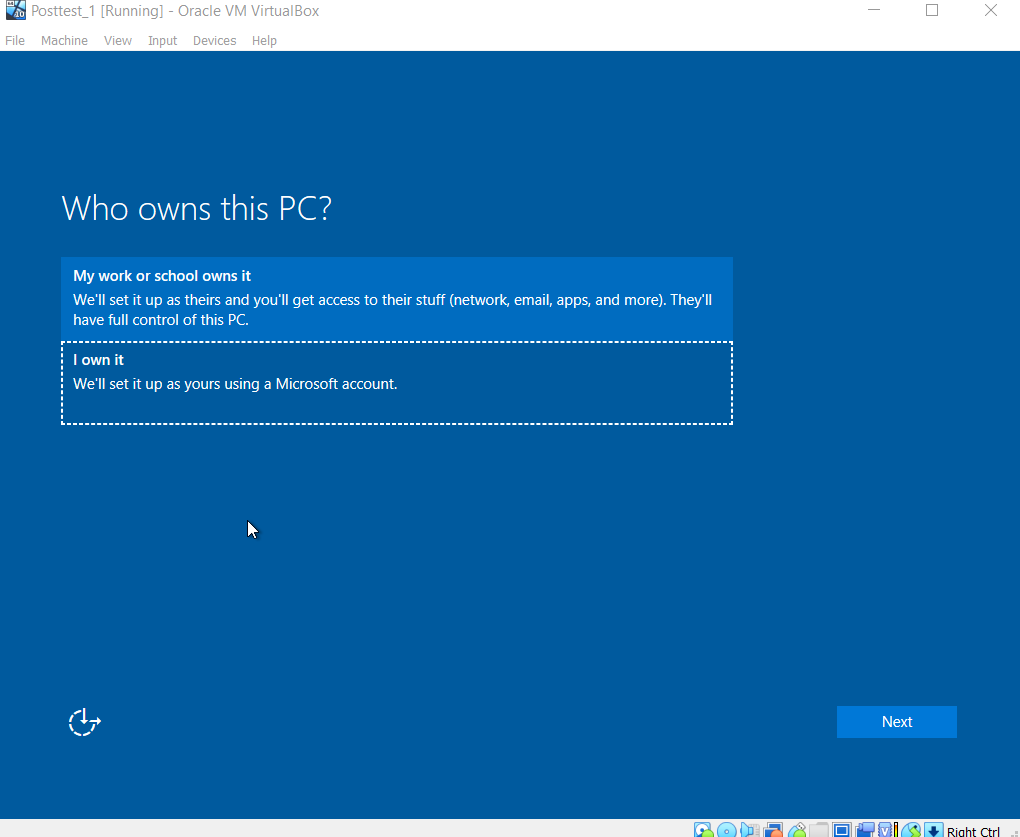 Posttest_1 [Running] - Oracle VM VirtualBox
File Machine View Input Devices Help
Who owns this PC?
My work or school owns it
We'll set it up as theirs and you'll get access to their stuff (network, email, apps, and more). They'll
have full control of this PC.
I own it
We'll set it up as yours using a Microsoft account.
Next
Right Ctrl